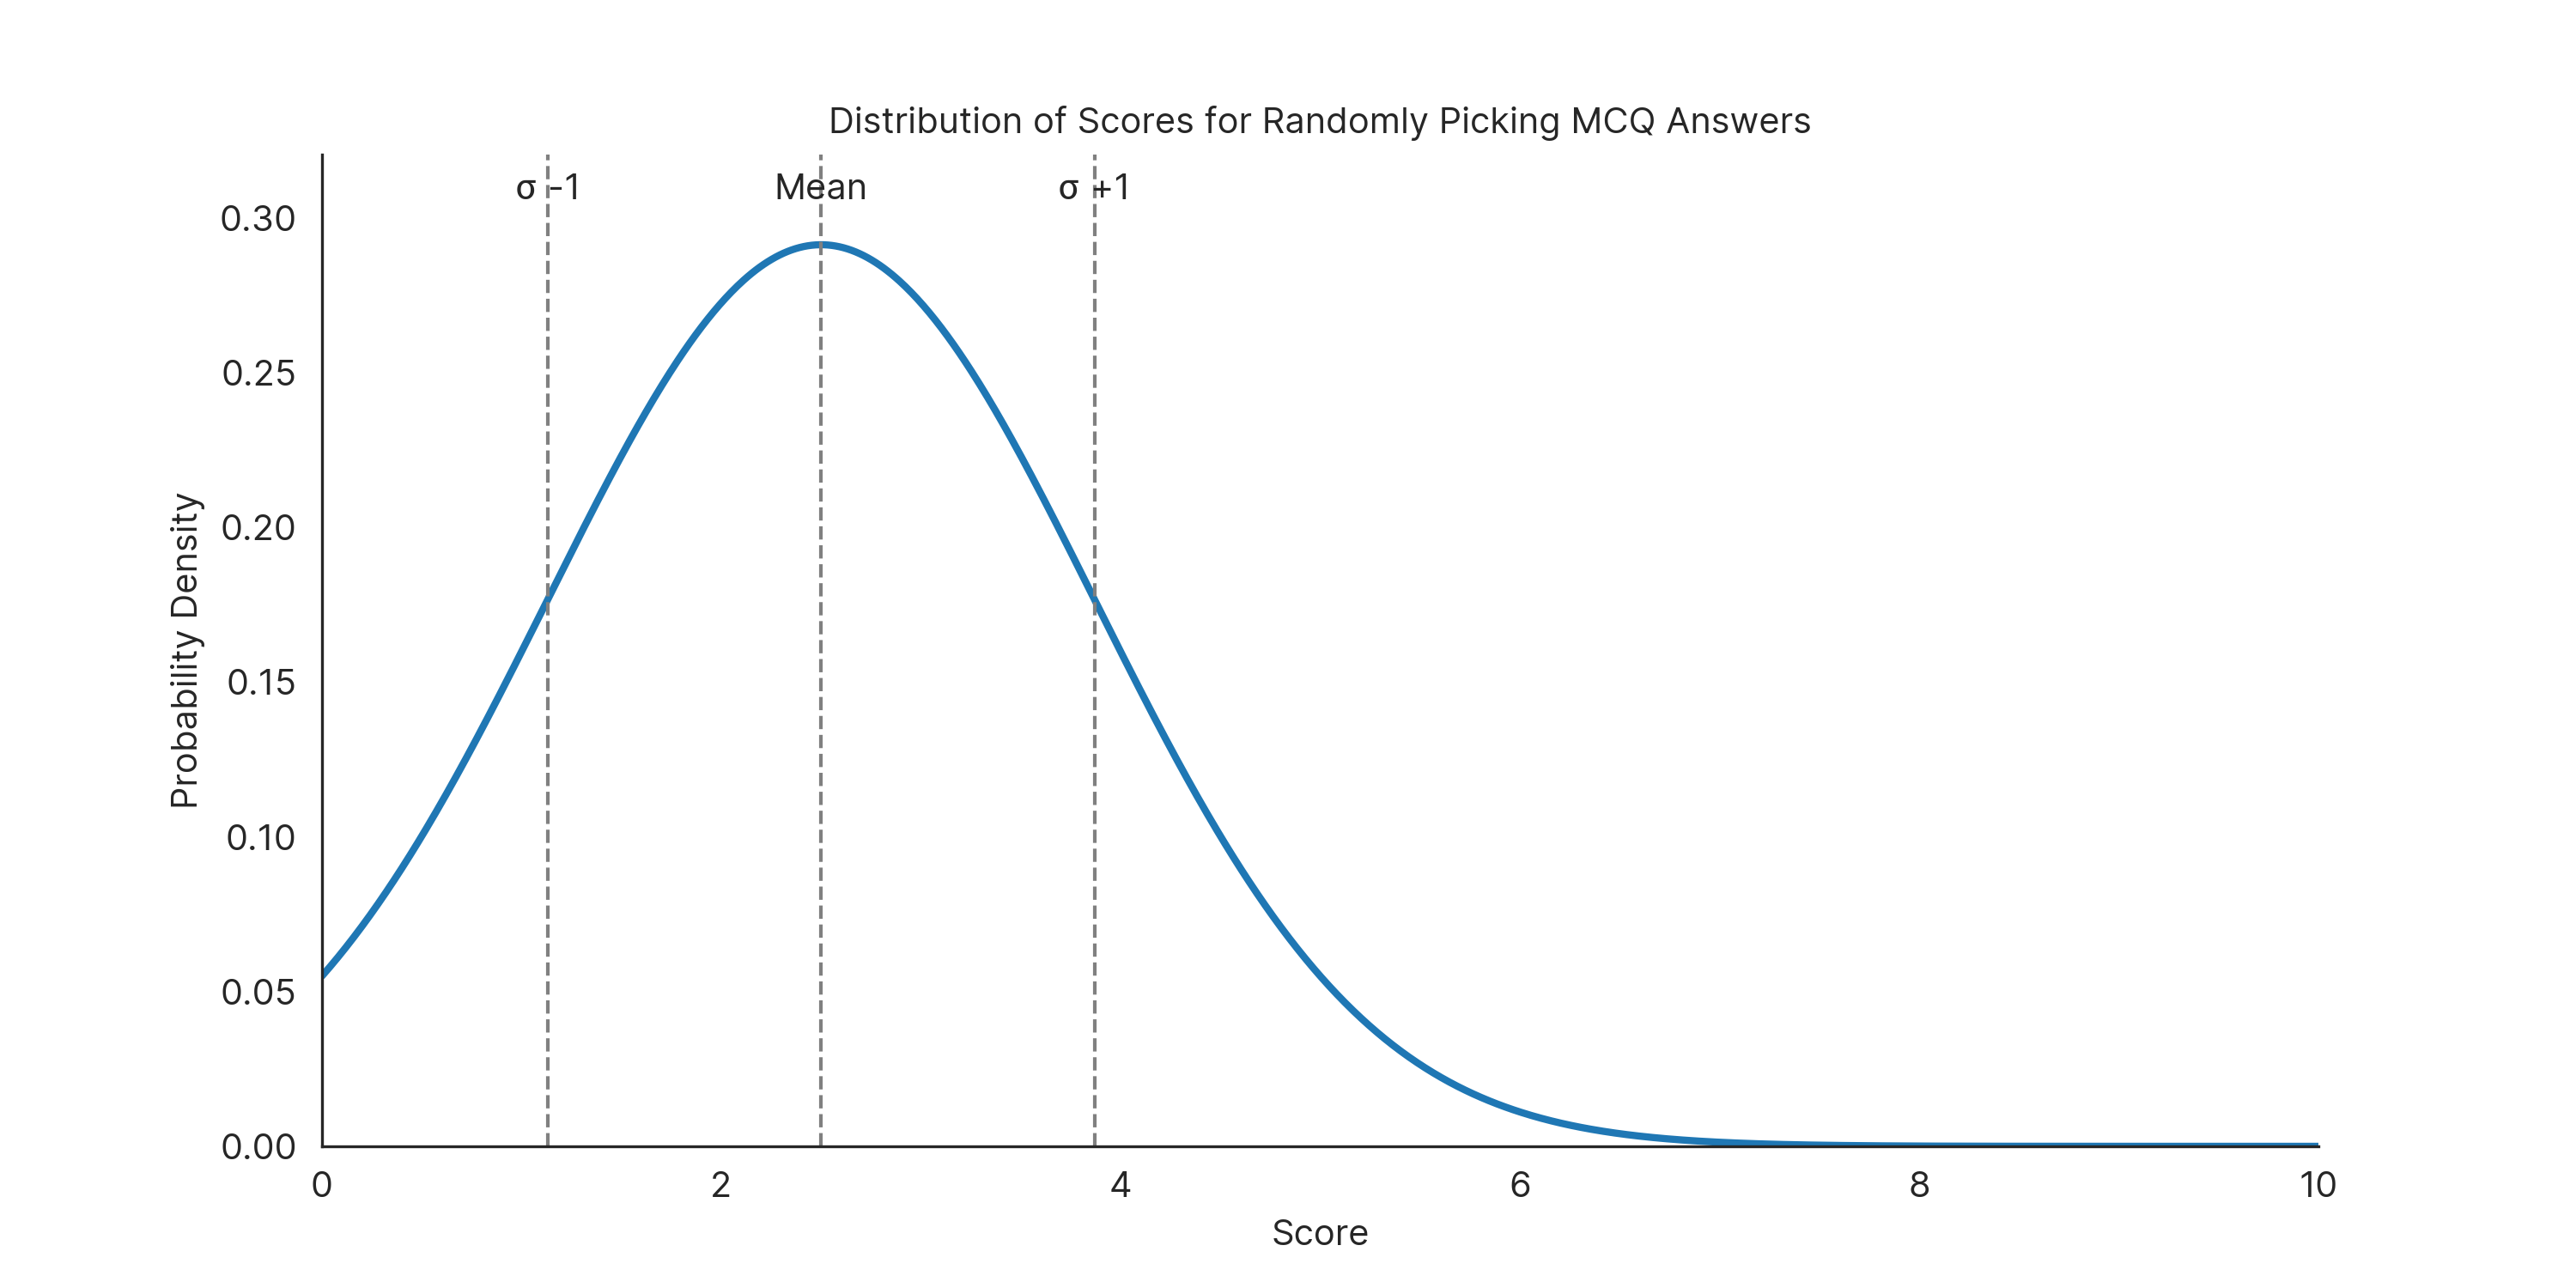 Distribution of Scores for Randomly Picking MCQ Answers
σ -1
Mean
σ +1
0.30
0.25
0.20
0.15
0.10
0.05
0.00
Probability Density
0
2
4
6
8
10
Score